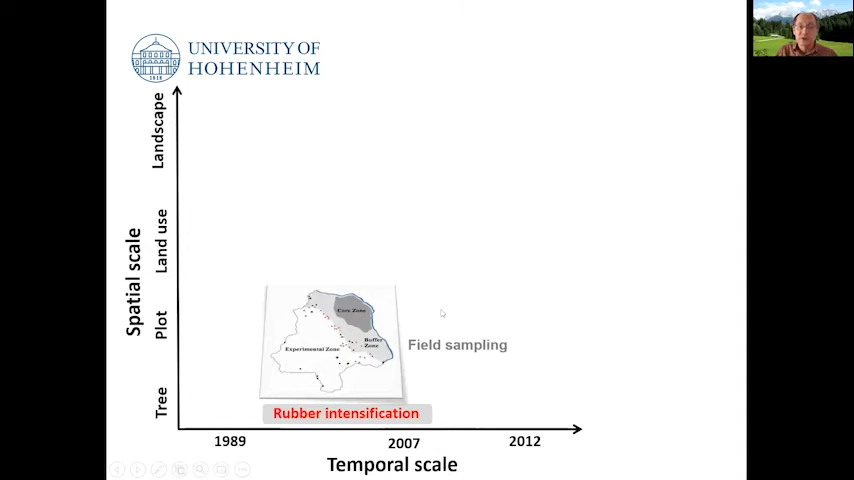 UNIVERSITY OF
HOHENHEIM
1818
Landscape
Land use
Plot
Tree
Spatial scale
Core Zone
Buffer
Zone
Experimental Zone
Field sampling
Rubber intensification
1989
2007
2012
Temporal scale